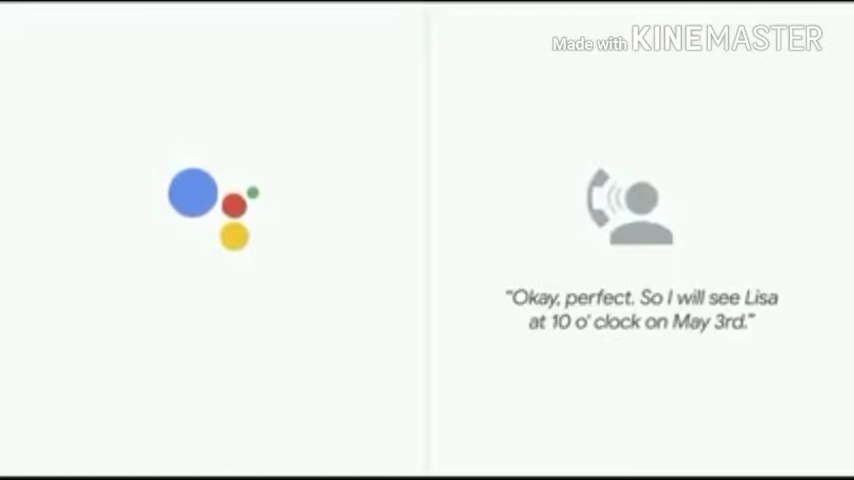 Made with KINEMASTER
"Okay, perfect. So I will see Lisa
at 10 o' clock on May 3rd."